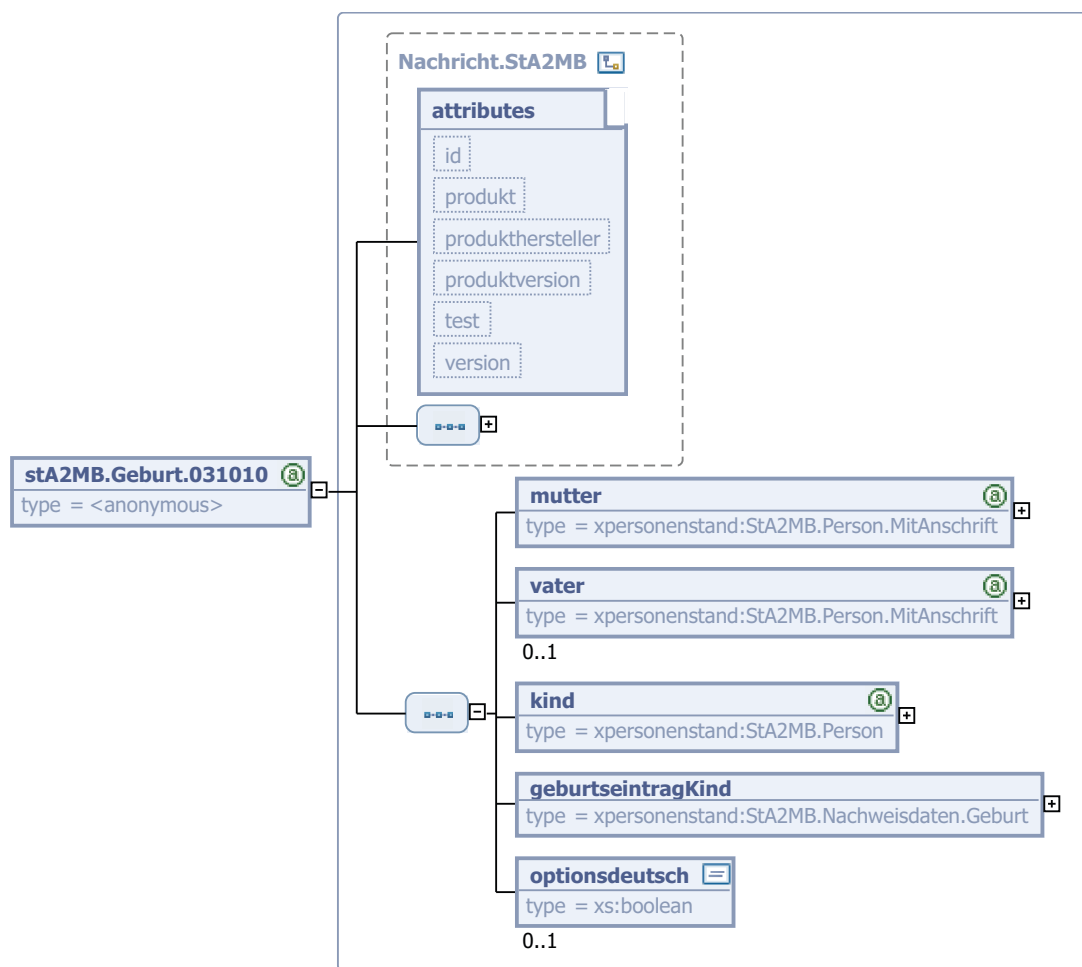 Nachricht.StA2MB
attributes
id
produkt
produkthersteller
produktversion
test
version
stA2MB.Geburt.031010
type = <anonymous>
mutter
type = xpersonenstand:StA2MB.Person.MitAnschrift
vater
type = xpersonenstand:StA2MB.Person.MitAnschrift
0..1
kind
type = xpersonenstand:StA2MB.Person
geburtseintragKind
type = xpersonenstand:StA2MB.Nachweisdaten.Geburt
optionsdeutsch
type = xs:boolean
0..1